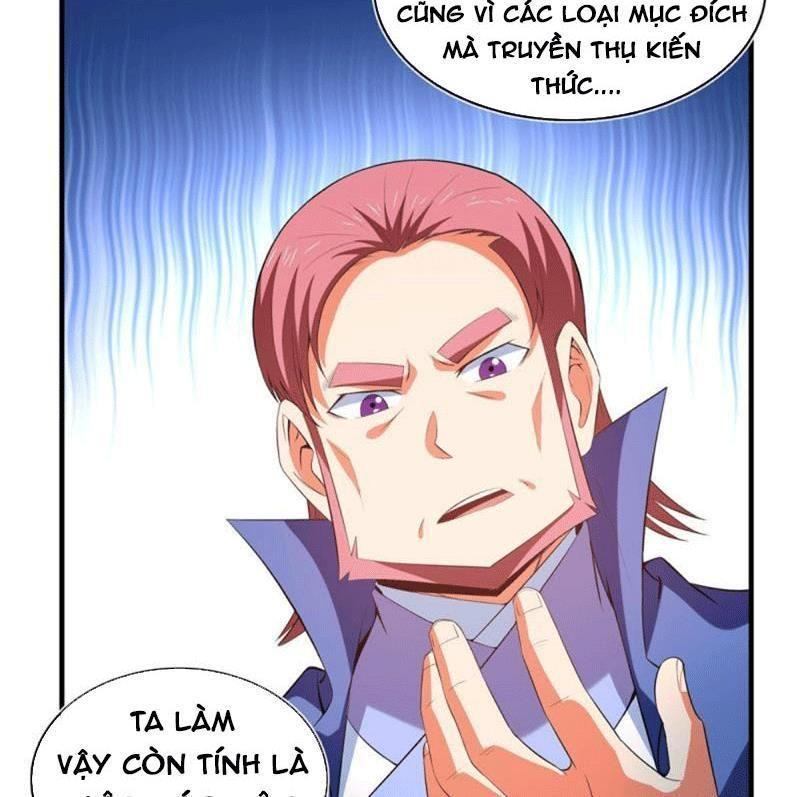 CŨNG VÌ CÁC LOẠI MỤC ĐÍCH
MÀ TRUYỀN THỤ KIẾN
THỨC....
TA LÀM
VẬY CÒN TÍNH LÀ